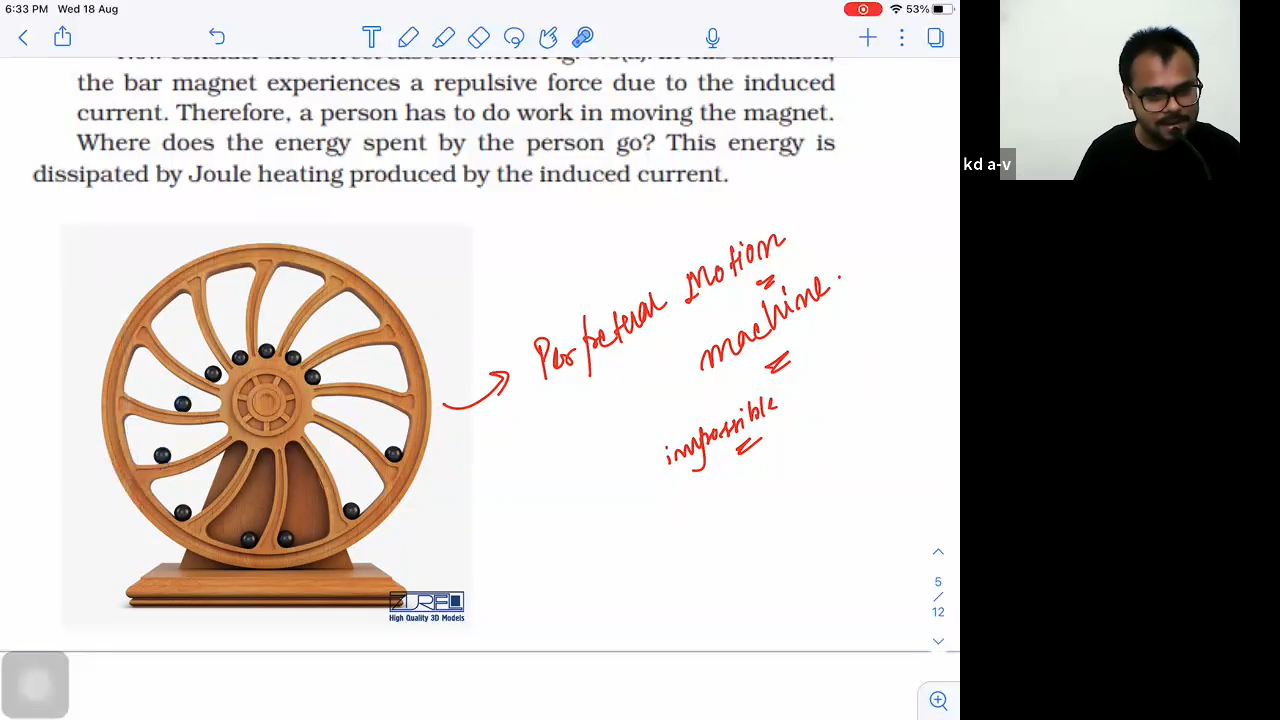 6:33 PM Wed 18 Aug
53%
the bar magnet experiences a repulsive force due to the induced
current. Therefore, a person has to do work in moving the magnet.
Where does the energy spent by the person go? This energy is
dissipated by Joule heating produced by the induced current.
Perpetual Motion
machine.
impossible
High Quality 3D Models
5
/
12
kd a-v